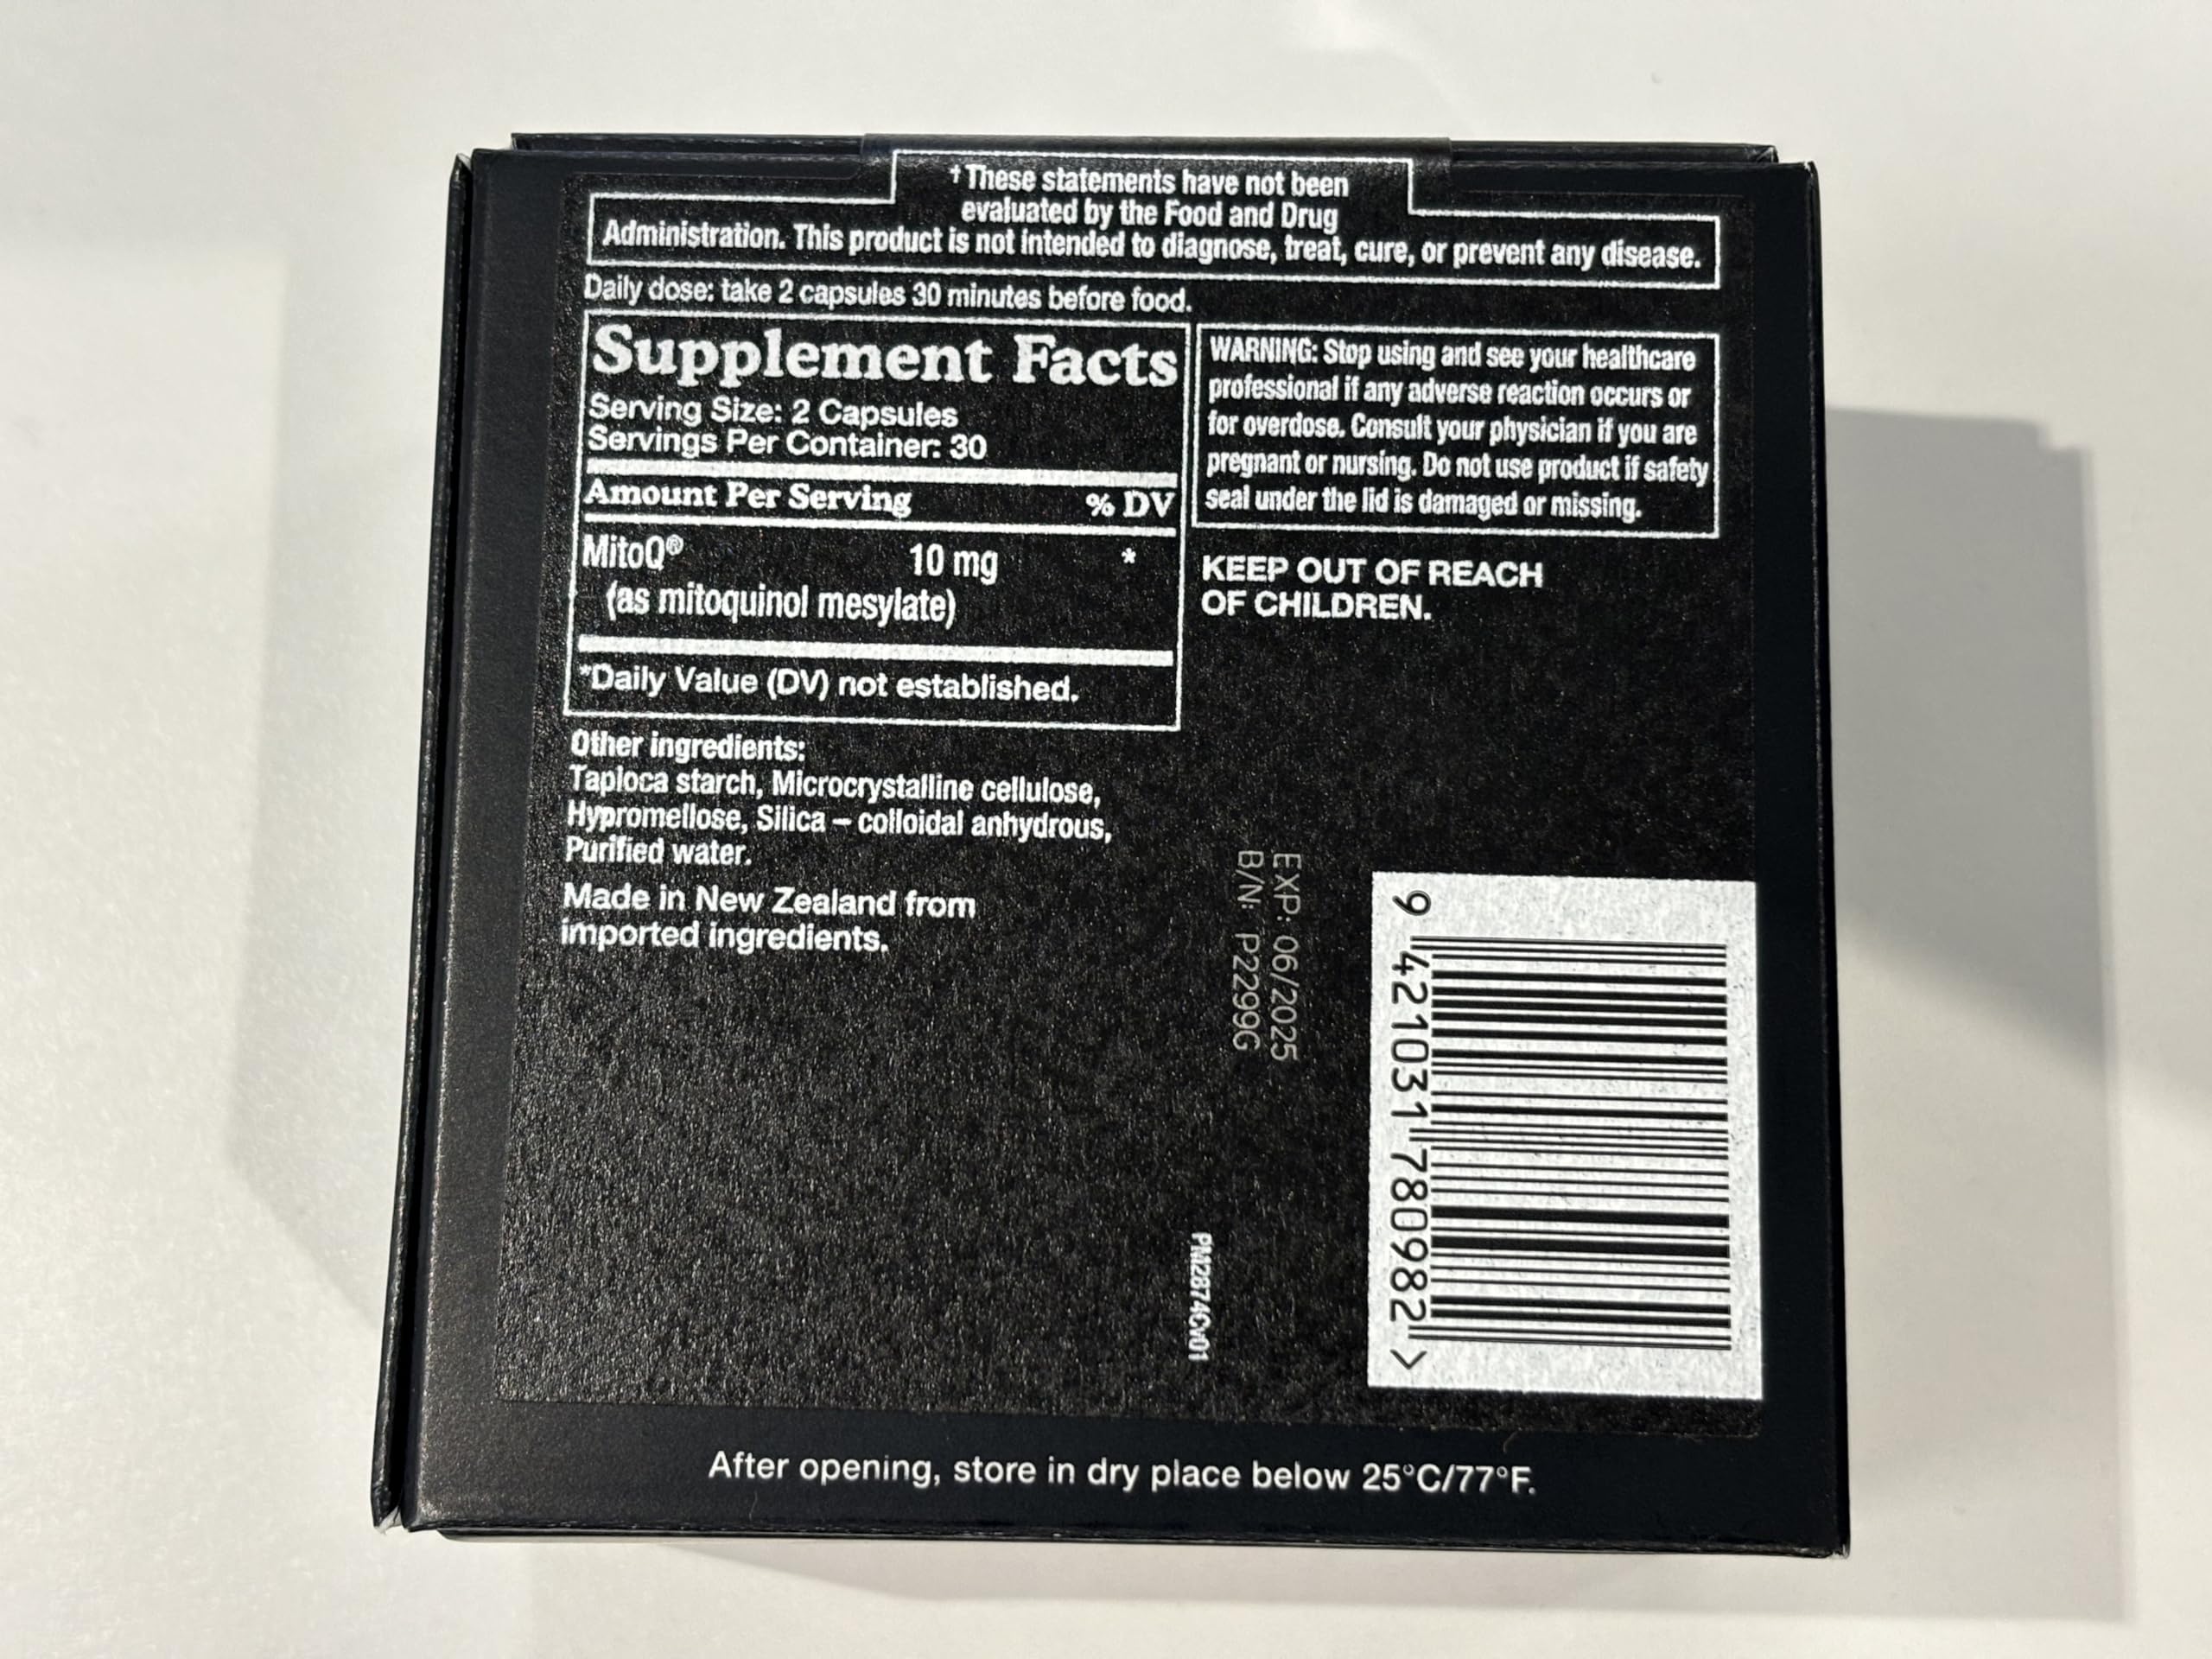 †These statements have not been
evaluated by the Food and Drug
Administration. This product is not intended to diagnose, treat, cure, or prevent any disease.
Daily dose: take 2 capsules 30 minutes before food.
Supplement Facts
Serving Size: 2 Capsules
Servings Per Container: 30
Amount Per Serving % DV
MitoQ® 10 mg *
(as mitoquinol mesylate)
*Daily Value (DV) not established.
Other ingredients:
Tapioca starch, Microcrystalline cellulose,
Hypromellose, Silica – colloidal anhydrous,
Purified water.
Made in New Zealand from
imported ingredients.
WARNING: Stop using and see your healthcare
professional if any adverse reaction occurs or
for overdose. Consult your physician if you are
pregnant or nursing. Do not use product if safety
seal under the lid is damaged or missing.
KEEP OUT OF REACH
OF CHILDREN.
EXP: 06/2025
B/N: P2299G
PM2874Cv01
9 421031 780982 >
After opening, store in dry place below 25°C/77°F.